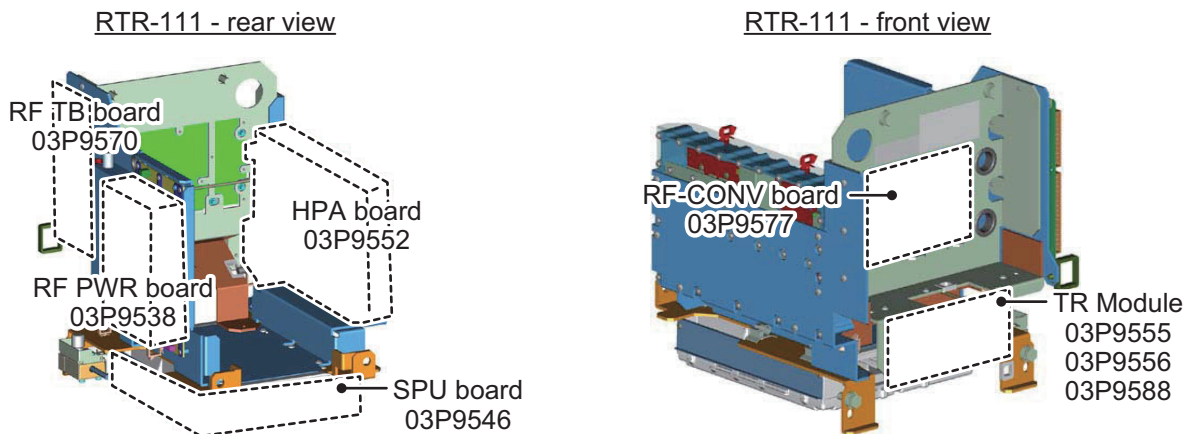 RTR-111 - rear view
RF TB board
03P9570
HPA board
03P9552
RF PWR board
03P9538
SPU board
03P9546
RTR-111 - front view
RF-CONV board
03P9577
TR Module
03P9555
03P9556
03P9588